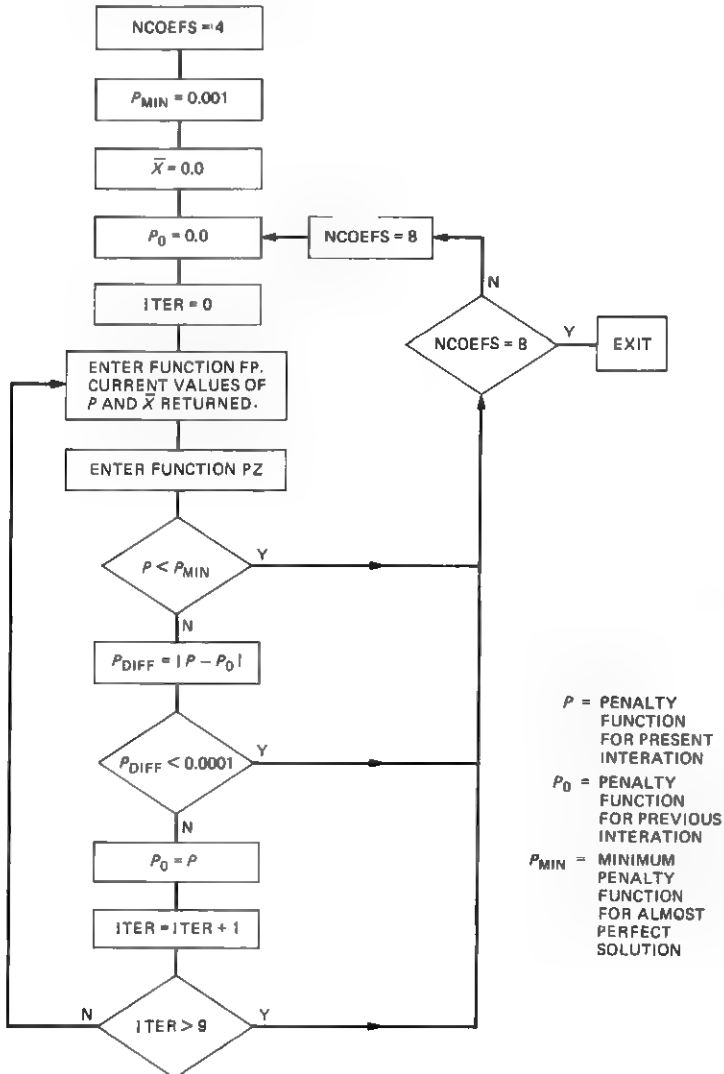 NCOEFS = 4
P_MIN = 0.001
X̅ = 0.0
P_0 = 0.0
NCOEFS = 8
ITER = 0
N
NCOEFS = 8
Y
EXIT
ENTER FUNCTION FP.
CURRENT VALUES OF
P AND X̅ RETURNED.
ENTER FUNCTION PZ
P < P_MIN
Y
N
P_DIFF = |P – P_0|
P_DIFF < 0.0001
Y
N
P_0 = P
ITER = ITER + 1
N
ITER > 9
Y
P = PENALTY
FUNCTION
FOR PRESENT
INTERATION
P_0 = PENALTY
FUNCTION
FOR PREVIOUS
INTERATION
P_MIN = MINIMUM
PENALTY
FUNCTION
FOR ALMOST
PERFECT
SOLUTION